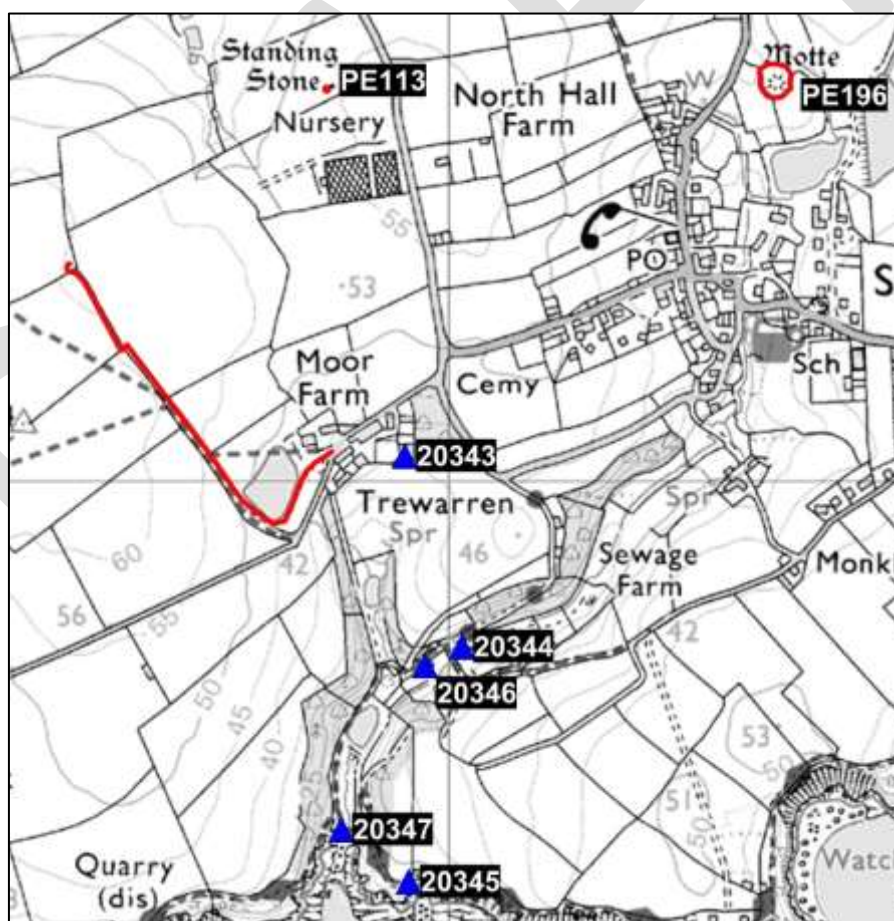 Standing
Stone
PE113
Nursery
North Hall
Farm
W
Motte
PE196
55
53
PO
S
Moor
Farm
Cemy
Sch
20343
Trewarren
Spr
46
Spr
Sewage
Farm
Monk
42
60
56
55
42
20344
20346
50
45
40
25
53
50
51
50
20347
20345
Quarry
(dis)
Watc